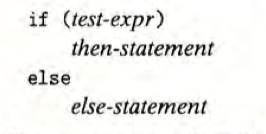 if (test-expr)
then-statement
else
else-statement